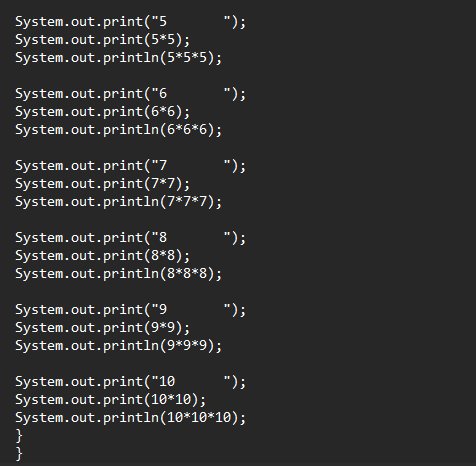 System.out.print("5       ");
System.out.print(5*5);
System.out.println(5*5*5);

System.out.print("6       ");
System.out.print(6*6);
System.out.println(6*6*6);

System.out.print("7       ");
System.out.print(7*7);
System.out.println(7*7*7);

System.out.print("8       ");
System.out.print(8*8);
System.out.println(8*8*8);

System.out.print("9       ");
System.out.print(9*9);
System.out.println(9*9*9);

System.out.print("10      ");
System.out.print(10*10);
System.out.println(10*10*10);
}
}